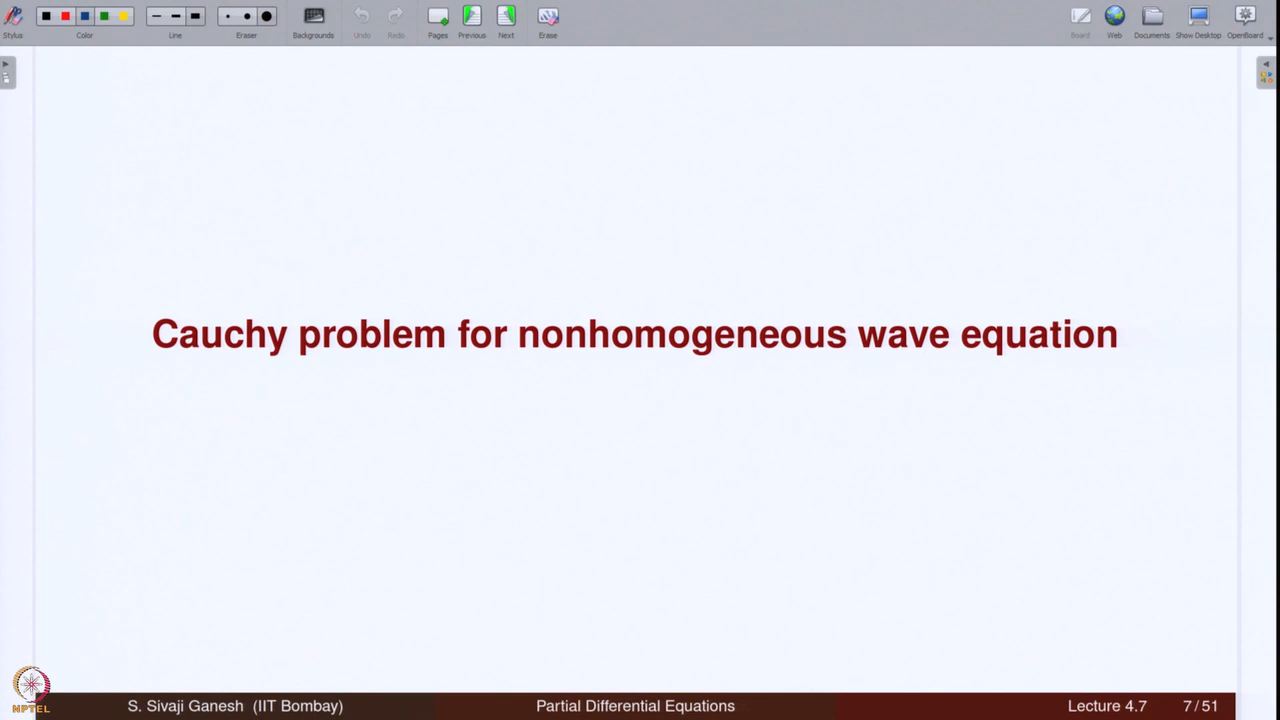 Stylus Color Line Eraser Backgrounds Undo Redo Pages Previous Next Erase Board Web Documents Show Desktop OpenBoard
Cauchy problem for nonhomogeneous wave equation
NPTEL
S. Sivaji Ganesh (IIT Bombay) Partial Differential Equations Lecture 4.7 7 / 51